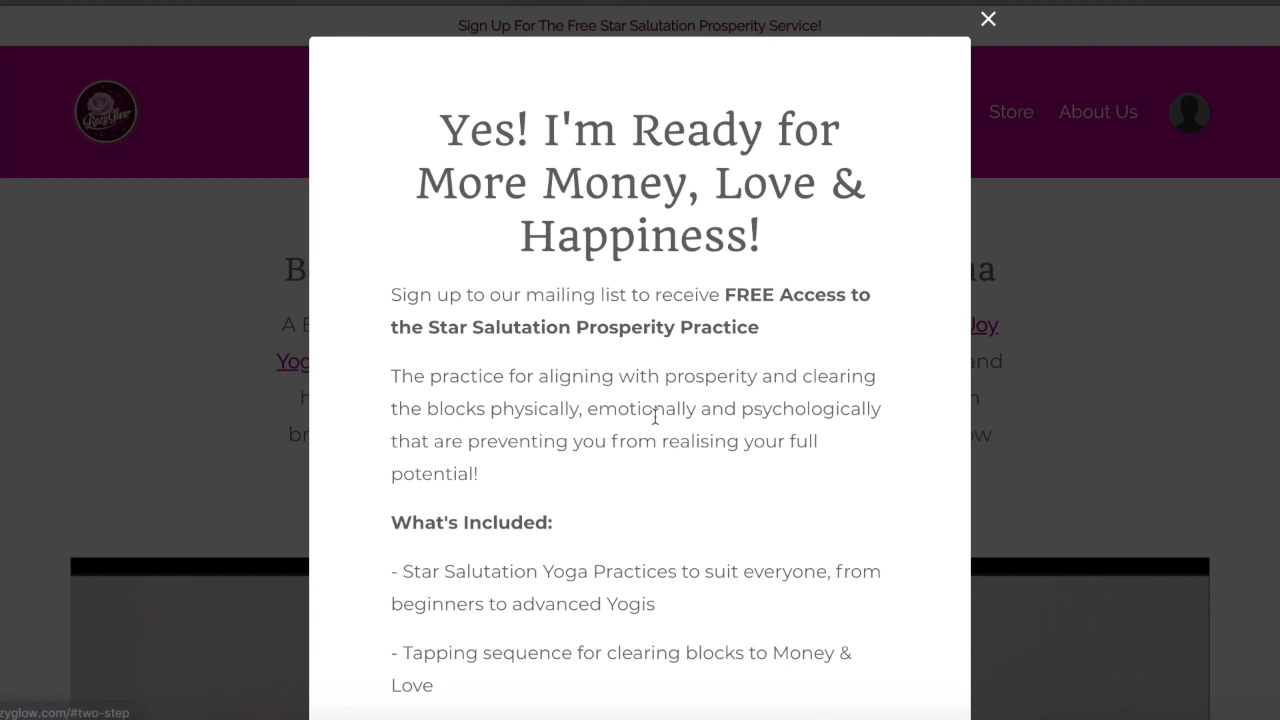 Sign Up For The Free Star Salutation Prosperity Service!
RozyGlow
Store
About Us
Yes! I'm Ready for
More Money, Love &
Happiness!
Sign up to our mailing list to receive FREE Access to
the Star Salutation Prosperity Practice
The practice for aligning with prosperity and clearing
the blocks physically, emotionally and psychologically
that are preventing you from realising your full
potential!
What's Included:
- Star Salutation Yoga Practices to suit everyone, from
beginners to advanced Yogis
- Tapping sequence for clearing blocks to Money &
Love
Joy
zyglow.com/#two-step